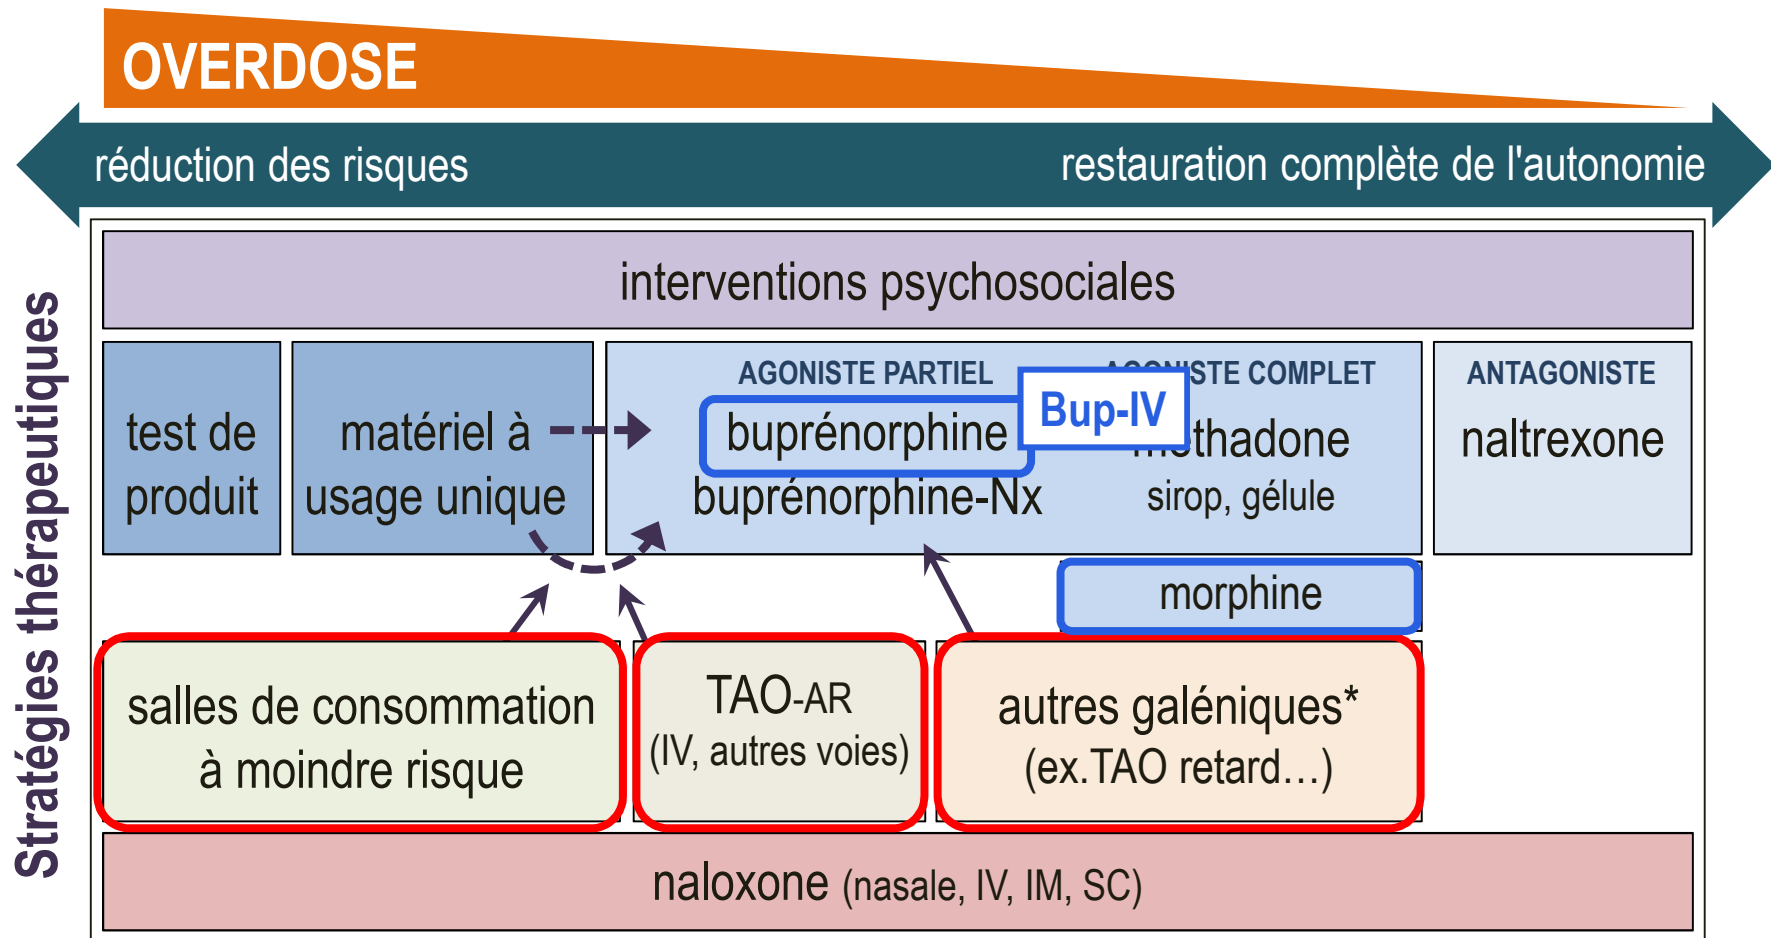 OVERDOSE
réduction des risques
restauration complète de l'autonomie
Stratégies thérapeutiques
interventions psychosociales
test de
produit
matériel à
usage unique
AGONISTE PARTIEL
buprénorphine
buprénorphine-Nx
Bup-IV
COMPLET
sirop, gélule
ANTAGONISTE
naltrexone
morphine
salles de consommation
à moindre risque
TAO-AR
(IV, autres voies)
autres galéniques*
(ex.TAO retard…)
naloxone (nasale, IV, IM, SC)